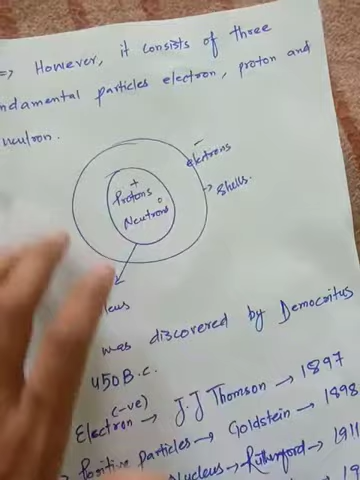 => However, it consists of three
ndamental particles electron, proton and
neutron.
−
electrons
→ Shells.
+
Protons
o
Neutrons
leus
was discovered by Democritus
450 B.C.
(-ve)
Electron → J.J Thomson → 1897
Positive particles → Goldstein → 1898
Nucleus → Rutherford → 1911